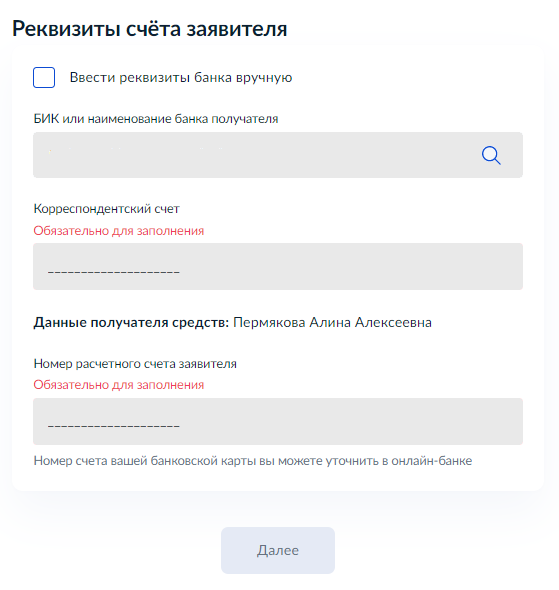 Реквизиты счёта заявителя
Ввести реквизиты банка вручную
БИК или наименование банка получателя
Корреспондентский счет
Обязательно для заполнения
____________________
Данные получателя средств: Пермякова Алина Алексеевна
Номер расчетного счета заявителя
Обязательно для заполнения
____________________
Номер счета вашей банковской карты вы можете уточнить в онлайн-банке
Далее